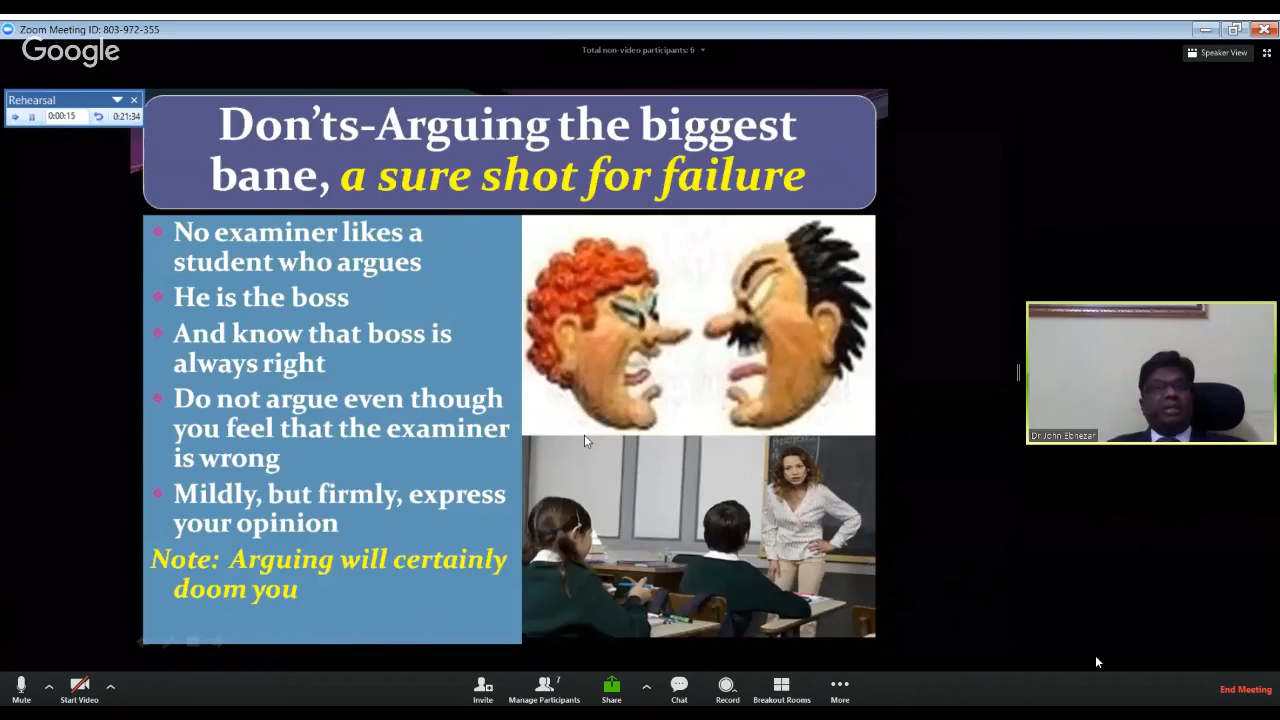 Zoom Meeting ID: 803-972-355
Google
Total non-video participants: 6
Speaker View
Rehearsal
0:00:15
0:21:34
Don'ts-Arguing the biggest
bane, a sure shot for failure
• No examiner likes a
student who argues
• He is the boss
• And know that boss is
always right
• Do not argue even though
you feel that the examiner
is wrong
• Mildly, but firmly, express
your opinion
Note: Arguing will certainly
doom you
Dr John Ebnezar
Mute
Start Video
Invite
7
Manage Participants
Share
Chat
Record
Breakout Rooms
More
End Meeting